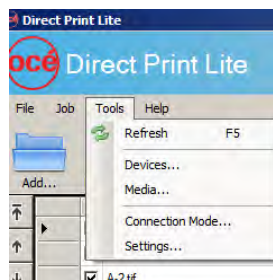 Direct Print Lite
océ Direct Print Lite
File Job Tools Help
Refresh F5
Devices...
Add...
Media...
Connection Mode...
Settings...
A-2.tif